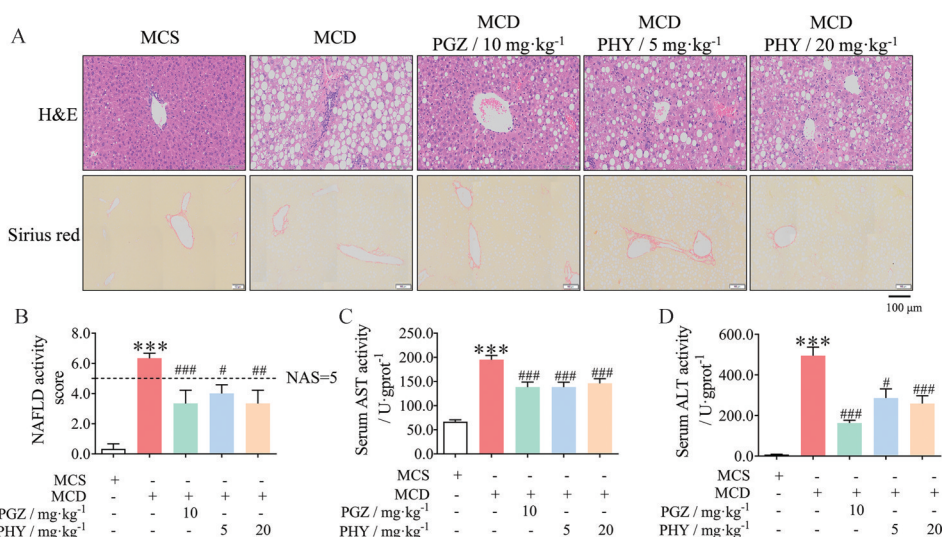 A
MCS
MCD
MCD
PGZ / 10 mg·kg⁻¹
MCD
PHY / 5 mg·kg⁻¹
MCD
PHY / 20 mg·kg⁻¹
H&E
Sirius red
100 μm
B
NAFLD activity
score
8.0
6.0
4.0
2.0
0.0
***
###
#
##
NAS=5
MCS + - - - -
MCD - + + + +
PGZ / mg·kg⁻¹ - - 10 - -
PHY / mg·kg⁻¹ - - - 5 20
C
Serum AST activity
/ U·gprot⁻¹
250.0
200.0
150.0
100.0
50.0
0.0
***
###
###
###
MCS + - - - -
MCD - + + + +
PGZ / mg·kg⁻¹ - - 10 - -
PHY / mg·kg⁻¹ - - - 5 20
D
Serum ALT activity
/ U·gprot⁻¹
600.0
400.0
200.0
0.0
***
###
#
###
MCS + - - - -
MCD - + + + +
PGZ / mg·kg⁻¹ - - 10 - -
PHY / mg·kg⁻¹ - - - 5 20